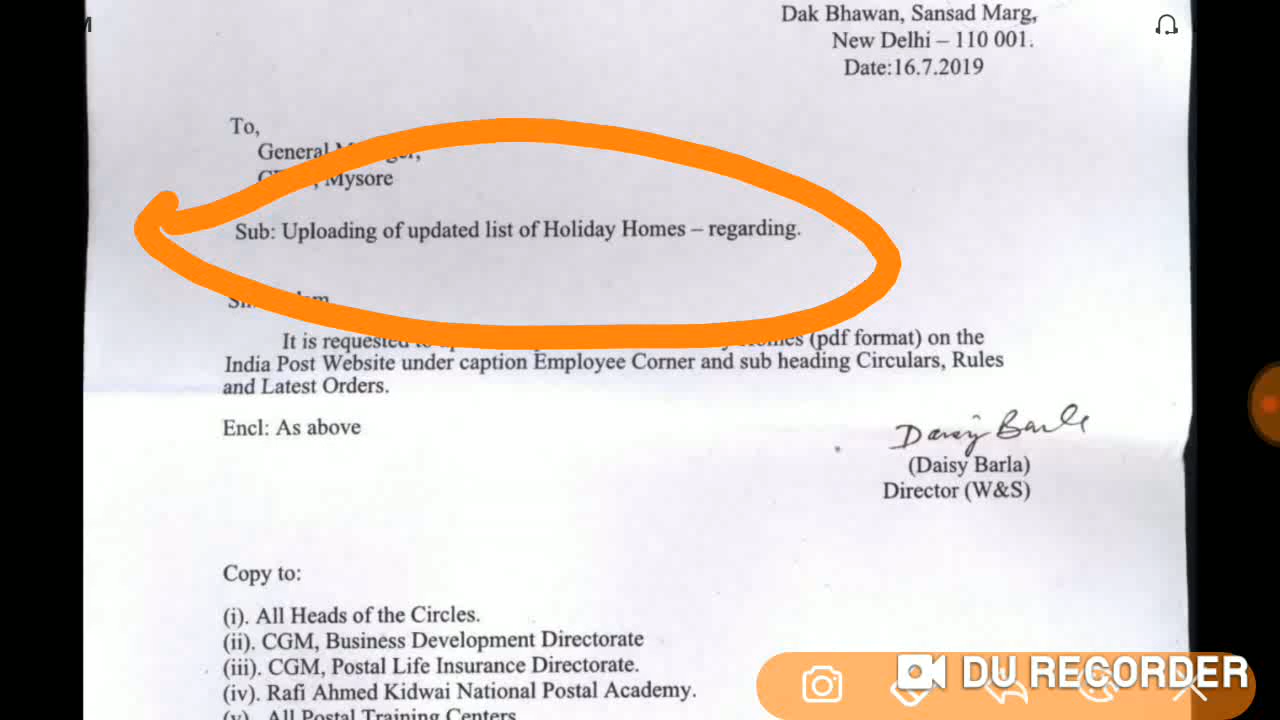 Dak Bhawan, Sansad Marg,
New Delhi – 110 001.
Date:16.7.2019
To,
General
Mysore
Sub: Uploading of updated list of Holiday Homes – regarding.
It is requested (pdf format) on the
India Post Website under caption Employee Corner and sub heading Circulars, Rules
and Latest Orders.
Encl: As above
Daisy Barla
(Daisy Barla)
Director (W&S)
Copy to:
(i). All Heads of the Circles.
(ii). CGM, Business Development Directorate
(iii). CGM, Postal Life Insurance Directorate.
(iv). Rafi Ahmed Kidwai National Postal Academy.
(v). All Postal Training Centers
DU RECORDER